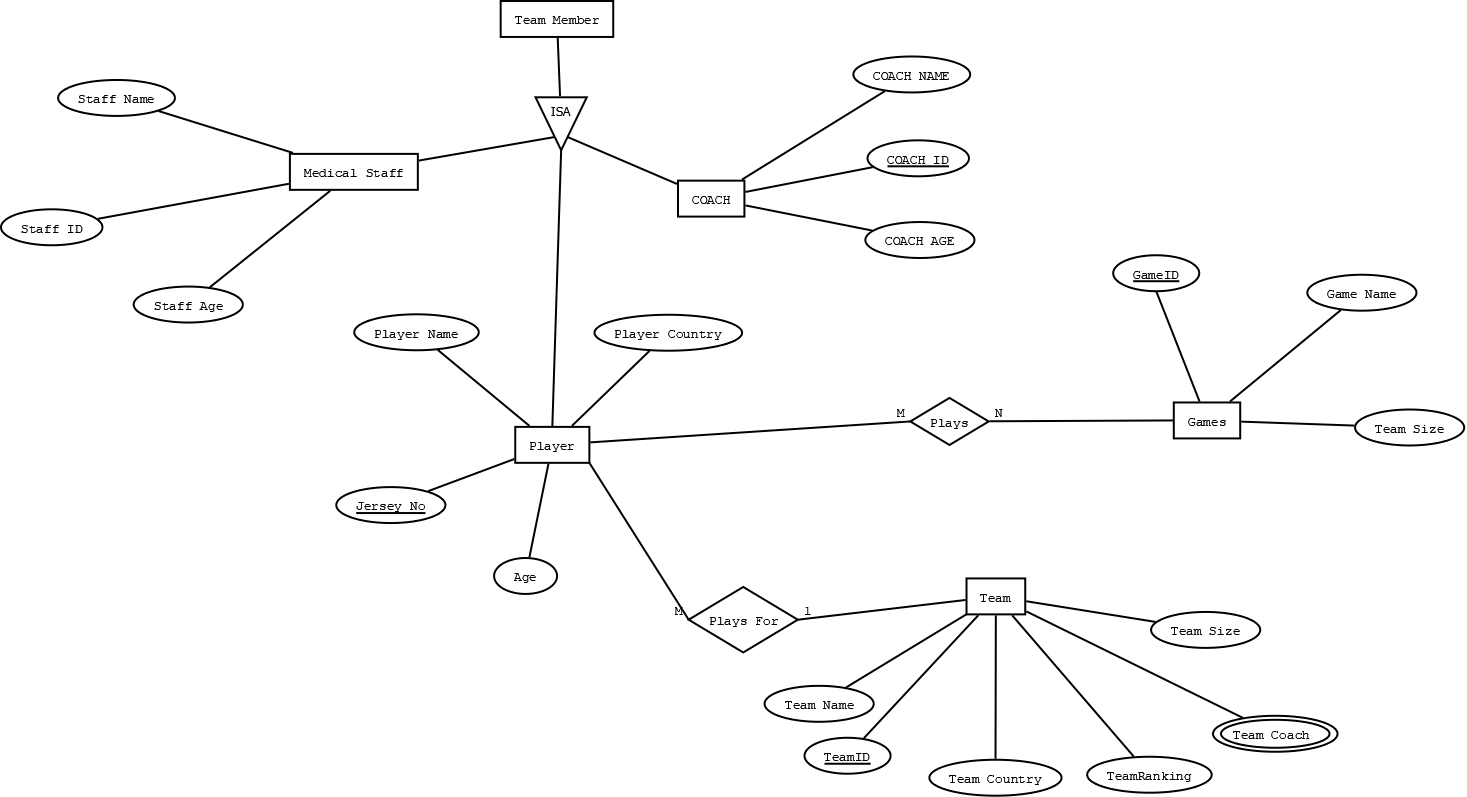 Team Member
COACH NAME
Staff Name
ISA
COACH ID
Medical Staff
COACH
Staff ID
COACH AGE
GameID
Game Name
Staff Age
Player Name
Player Country
M
N
Plays
Games
Team Size
Player
Jersey No
Age
Team
M
1
Plays For
Team Size
Team Name
Team Coach
TeamID
Team Country
TeamRanking